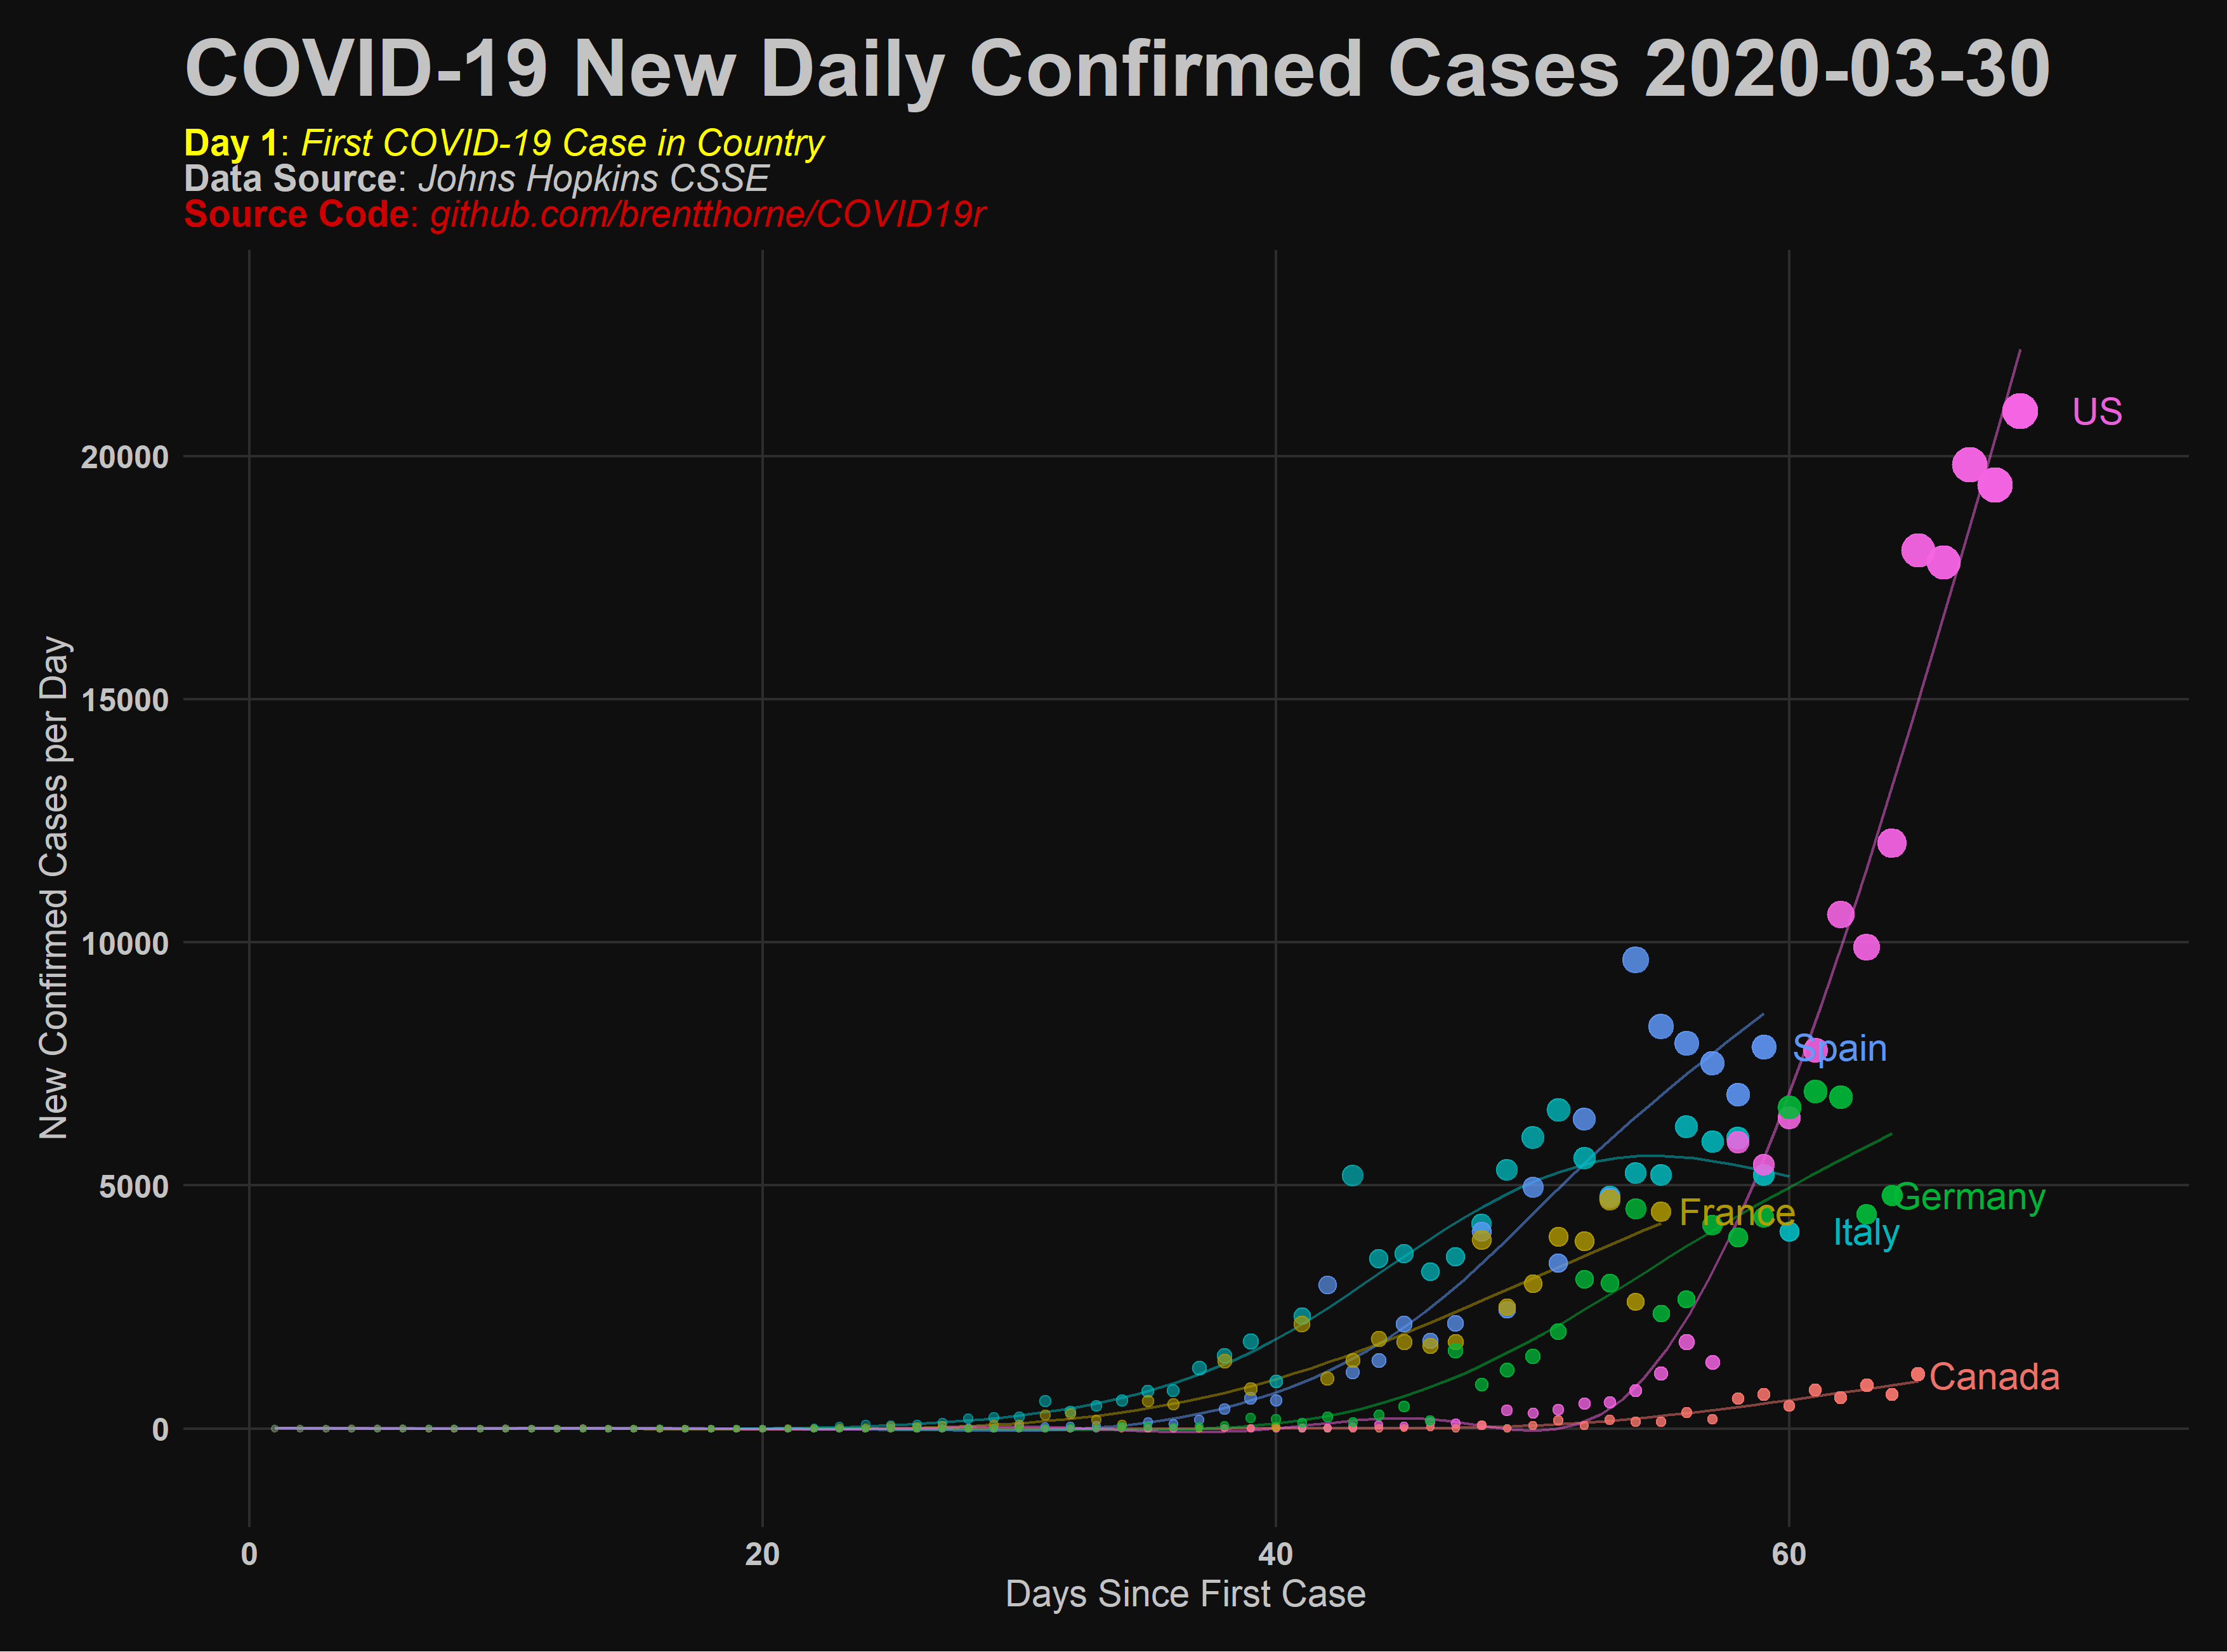 COVID-19 New Daily Confirmed Cases 2020-03-30
Day 1: First COVID-19 Case in Country
Data Source: Johns Hopkins CSSE
Source Code: github.com/brentthorne/COVID19r
New Confirmed Cases per Day
20000
15000
10000
5000
0
US
Spain
Germany
France
Italy
Canada
0 20 40 60
Days Since First Case